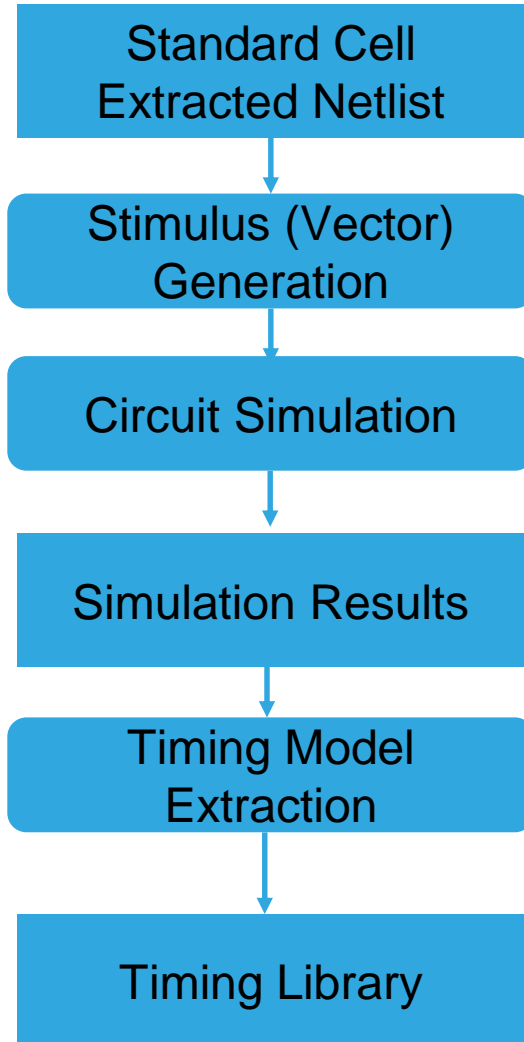 Standard Cell
Extracted Netlist
Stimulus (Vector)
Generation
Circuit Simulation
Simulation Results
Timing Model
Extraction
Timing Library